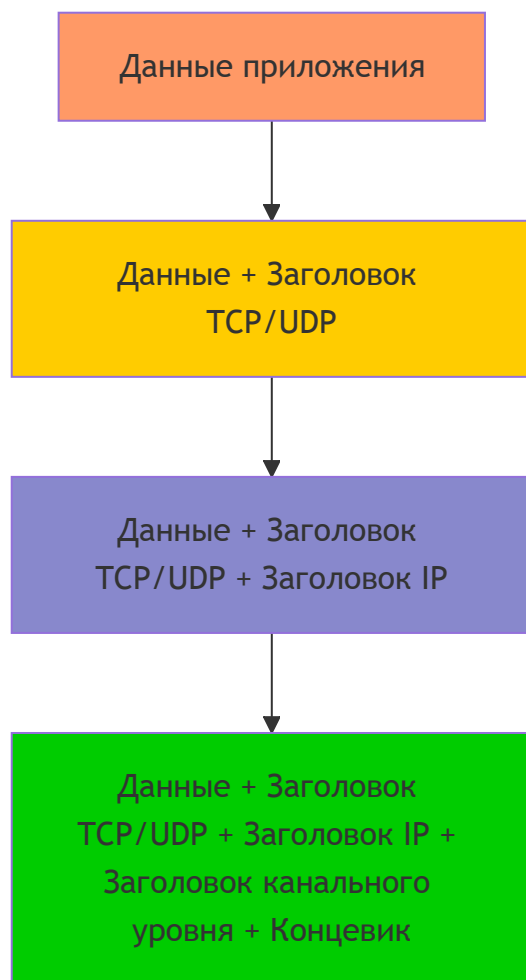 Данные приложения
Данные + Заголовок
TCP/UDP
Данные + Заголовок
TCP/UDP + Заголовок IP
Данные + Заголовок
TCP/UDP + Заголовок IP +
Заголовок канального
уровня + Концевик